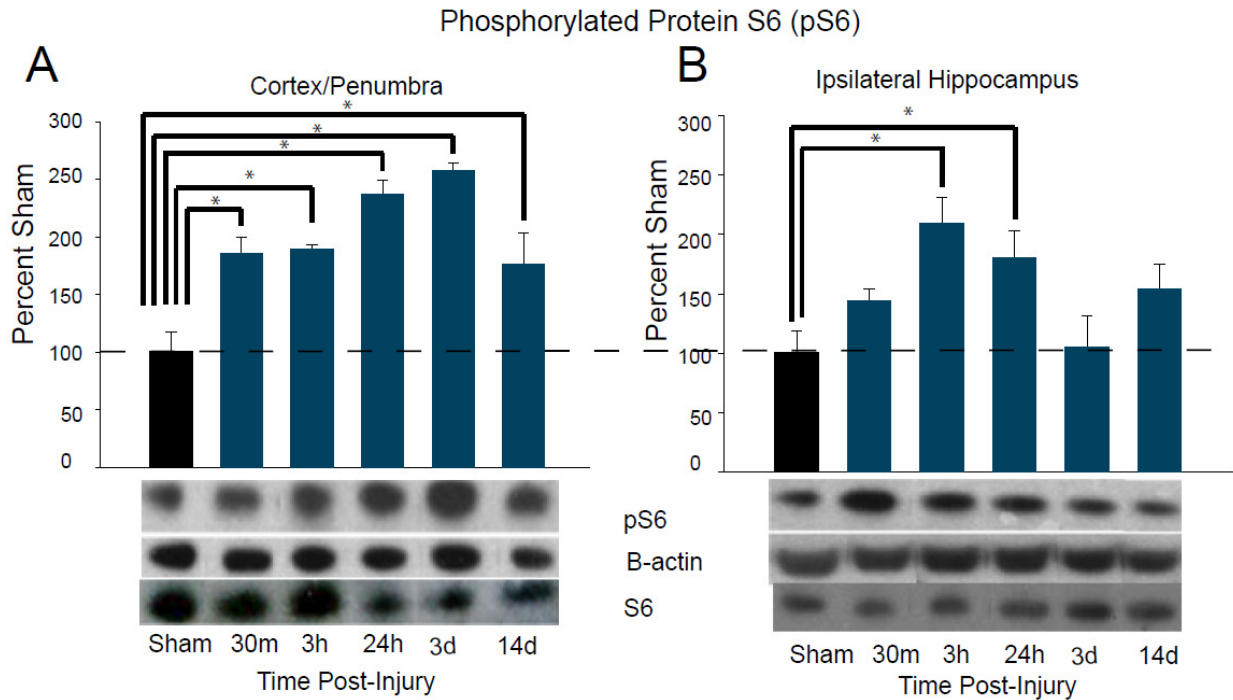 Phosphorylated Protein S6 (pS6)
A
Cortex/Penumbra
Percent Sham
300
250
200
150
100
50
0
*
*
*
*
*
Sham 30m 3h 24h 3d 14d
Time Post-Injury
pS6
B-actin
S6
B
Ipsilateral Hippocampus
Percent Sham
300
250
200
150
100
50
0
*
*
Sham 30m 3h 24h 3d 14d
Time Post-Injury